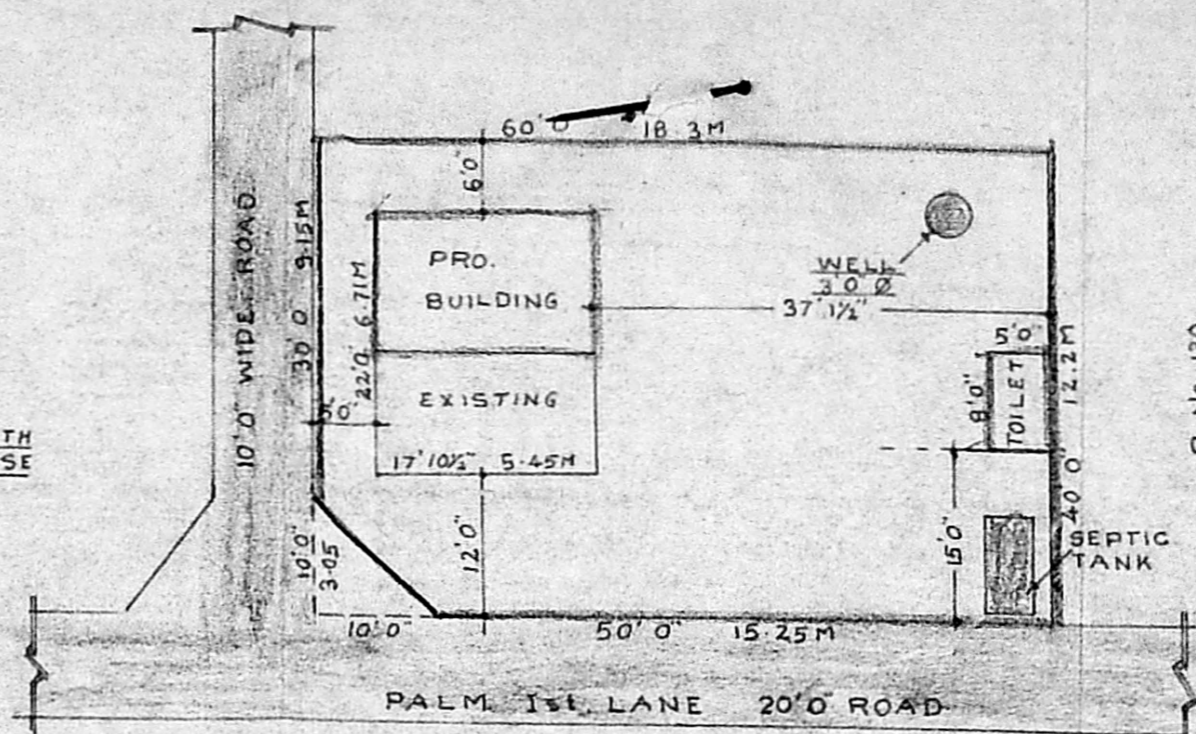 60' 0 18 3M
6'0"
10'0" WIDE ROAD
30' 0 9.15M
PRO.
BUILDING
22'0" 6.71M
EXISTING
17' 10½" 5.45M
WELL
3'0" Ø
37' 1½"
5'0"
8'0"
TOILET
40' 0" 12.2M
TH
SE
10'0"
3.05
12'0"
15'0"
SEPTIC
TANK
10'0
50' 0" 15.25M
PALM 1st. LANE 20'0 ROAD